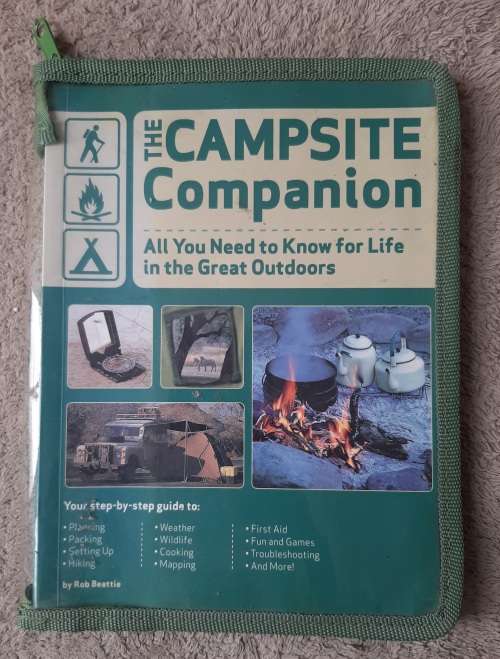 THE CAMPSITE
Companion
All You Need to Know for Life
in the Great Outdoors
Your step-by-step guide to:
• Planning
• Packing
• Setting Up
• Hiking
• Weather
• Wildlife
• Cooking
• Mapping
• First Aid
• Fun and Games
• Troubleshooting
• And More!
by Rob Beattie